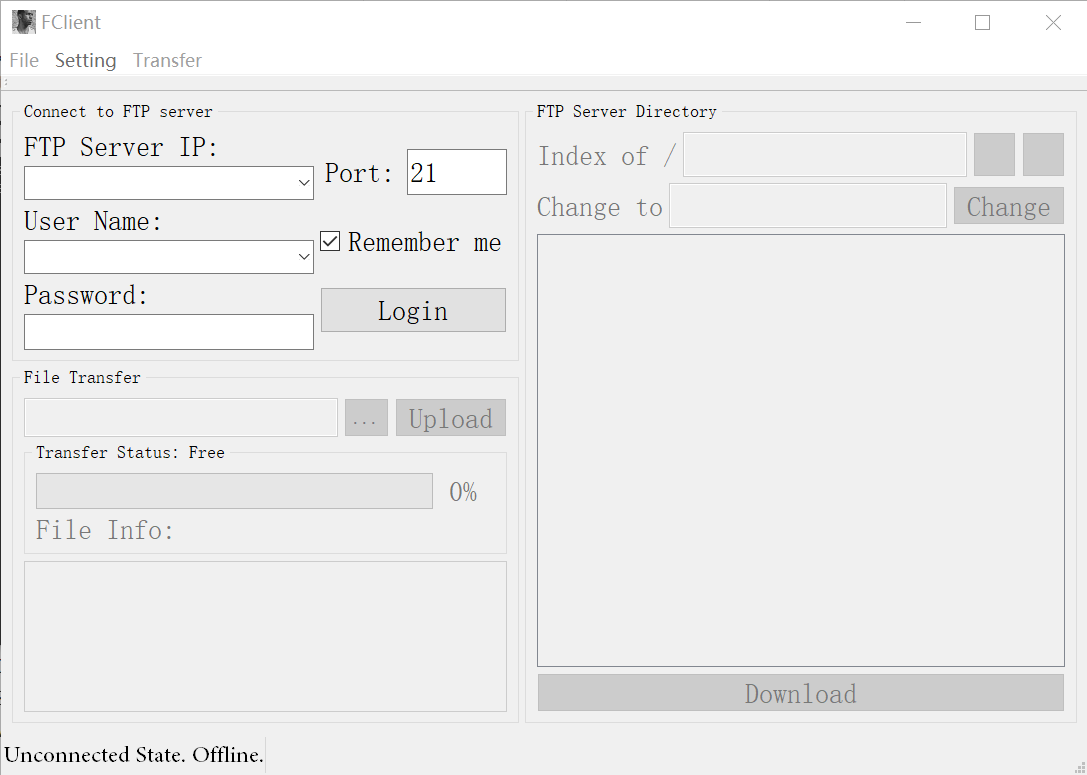 FClient
File Setting Transfer
Connect to FTP server
FTP Server IP:
Port: 21
User Name:
Remember me
Password:
Login
File Transfer
... Upload
Transfer Status: Free
0%
File Info:
FTP Server Directory
Index of /
Change to Change
Download
Unconnected State. Offline.